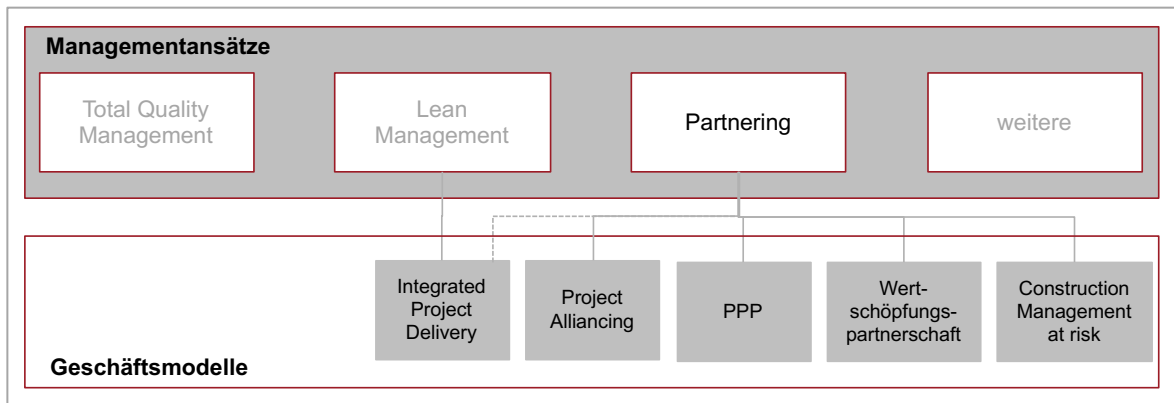 Managementansätze
Total Quality
Management
Lean
Management
Partnering
weitere
Integrated
Project
Delivery
Project
Alliancing
PPP
Wert-
schöpfungs-
partnerschaft
Construction
Management
at risk
Geschäftsmodelle